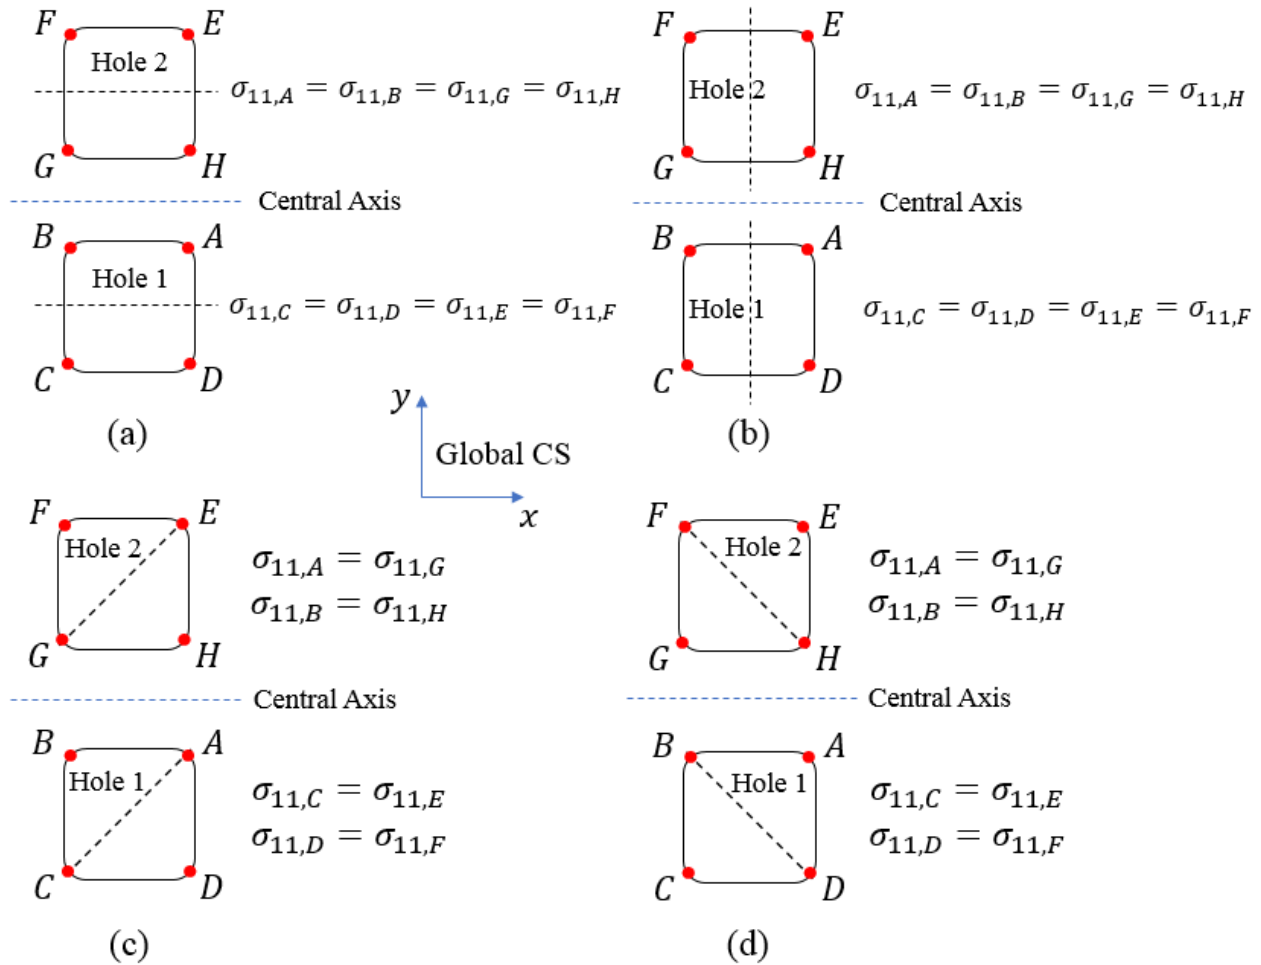 F E
Hole 2
σ₁₁,A = σ₁₁,B = σ₁₁,G = σ₁₁,H
G H
Central Axis
B A
Hole 1
σ₁₁,C = σ₁₁,D = σ₁₁,E = σ₁₁,F
C D
(a)
F E
Hole 2
σ₁₁,A = σ₁₁,B = σ₁₁,G = σ₁₁,H
G H
Central Axis
B A
Hole 1
σ₁₁,C = σ₁₁,D = σ₁₁,E = σ₁₁,F
C D
(b)
y
Global CS
x
F E
Hole 2
σ₁₁,A = σ₁₁,G
σ₁₁,B = σ₁₁,H
G H
Central Axis
B A
Hole 1
σ₁₁,C = σ₁₁,E
σ₁₁,D = σ₁₁,F
C D
(c)
F E
Hole 2
σ₁₁,A = σ₁₁,G
σ₁₁,B = σ₁₁,H
G H
Central Axis
B A
Hole 1
σ₁₁,C = σ₁₁,E
σ₁₁,D = σ₁₁,F
C D
(d)